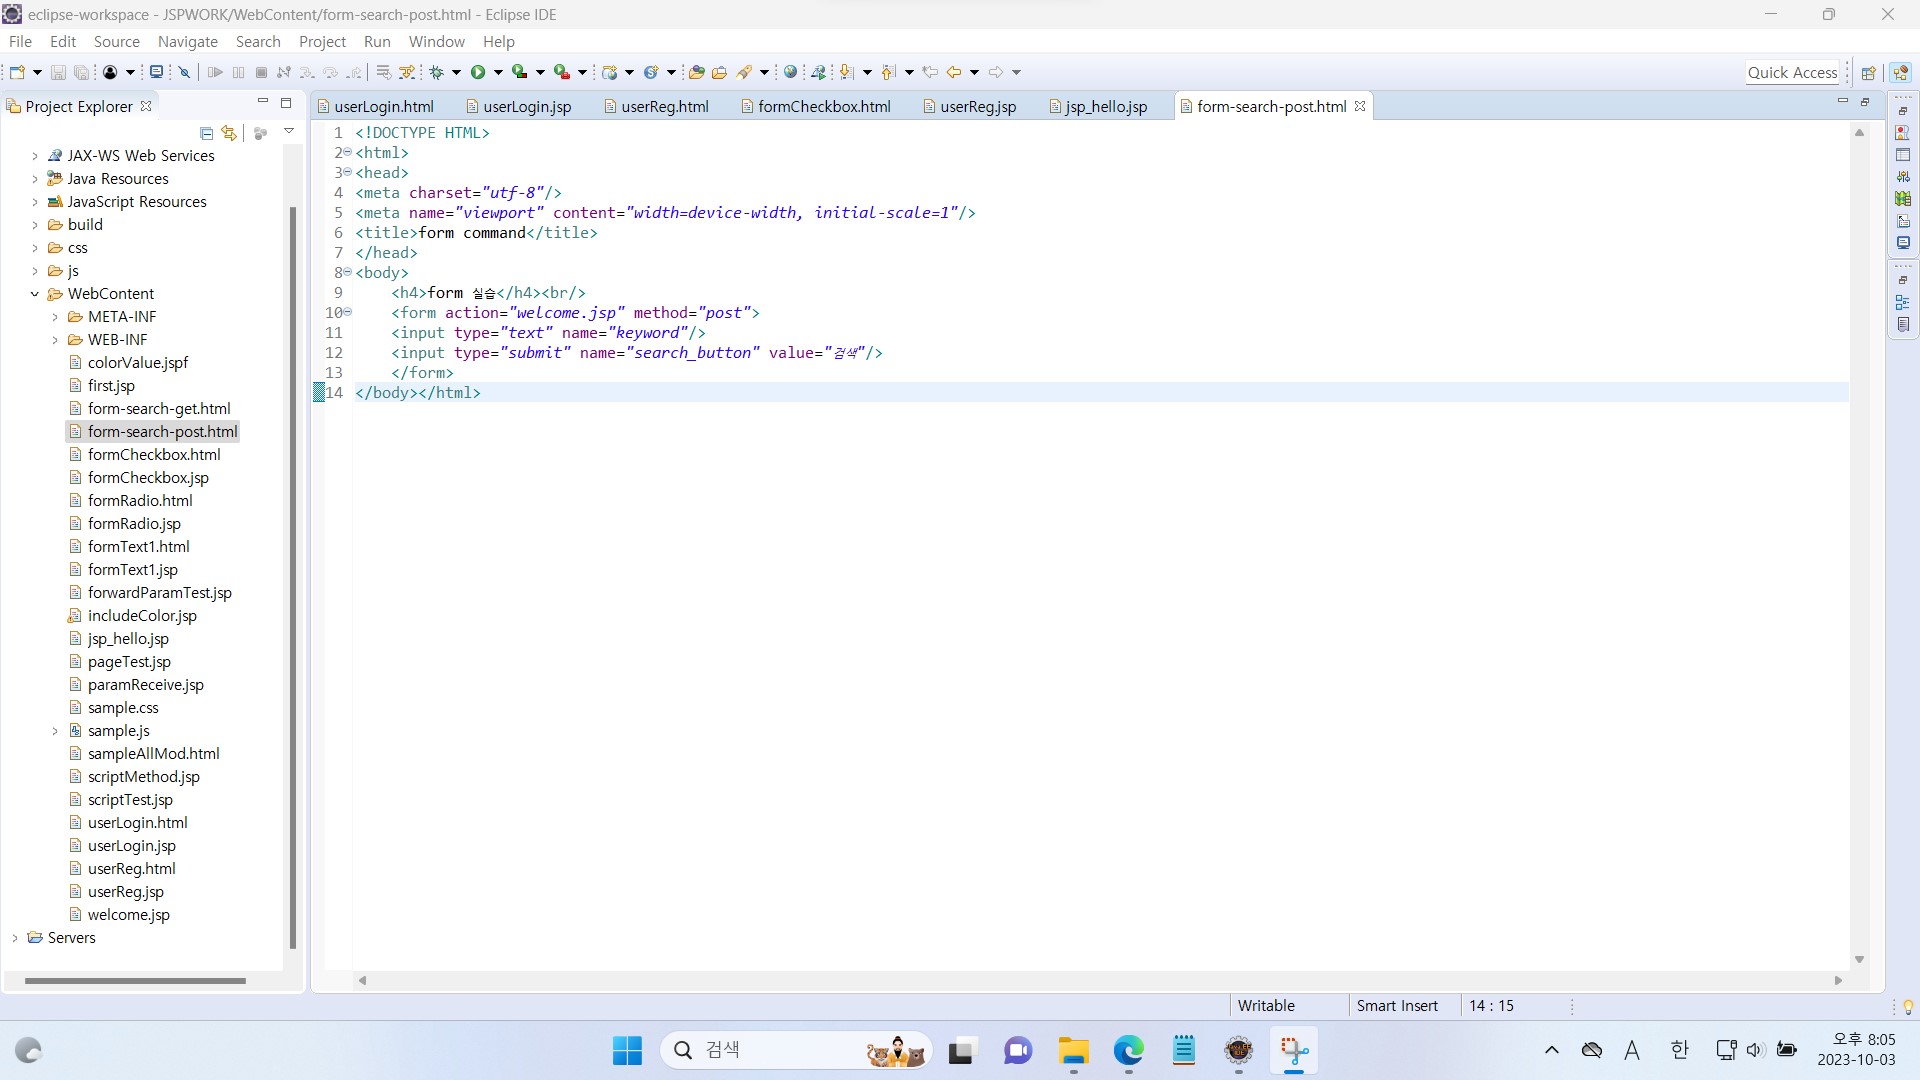 eclipse-workspace - JSPWORK/WebContent/form-search-post.html - Eclipse IDE
File Edit Source Navigate Search Project Run Window Help
Quick Access
Project Explorer
userLogin.html userLogin.jsp userReg.html formCheckbox.html userReg.jsp jsp_hello.jsp form-search-post.html
JAX-WS Web Services
Java Resources
JavaScript Resources
build
css
js
WebContent
META-INF
WEB-INF
colorValue.jspf
first.jsp
form-search-get.html
form-search-post.html
formCheckbox.html
formCheckbox.jsp
formRadio.html
formRadio.jsp
formText1.html
formText1.jsp
forwardParamTest.jsp
includeColor.jsp
jsp_hello.jsp
pageTest.jsp
paramReceive.jsp
sample.css
sample.js
sampleAllMod.html
scriptMethod.jsp
scriptTest.jsp
userLogin.html
userLogin.jsp
userReg.html
userReg.jsp
welcome.jsp
Servers
1 <!DOCTYPE HTML>
2 <html>
3 <head>
4 <meta charset="utf-8"/>
5 <meta name="viewport" content="width=device-width, initial-scale=1"/>
6 <title>form command</title>
7 </head>
8 <body>
9 <h4>form 실습</h4><br/>
10 <form action="welcome.jsp" method="post">
11 <input type="text" name="keyword"/>
12 <input type="submit" name="search_button" value="검색"/>
13 </form>
14 </body></html>
Writable Smart Insert 14 : 15
검색
A 한
오후 8:05
2023-10-03